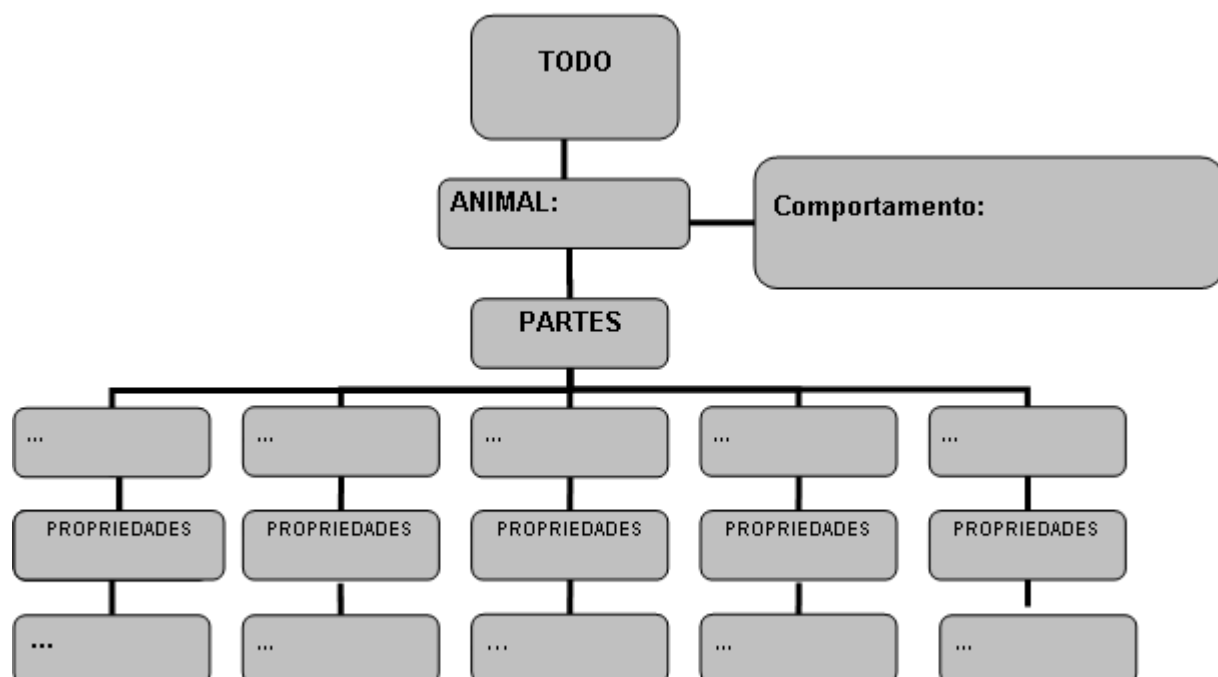 TODO
ANIMAL:
Comportamento:
PARTES
... ... ... ... ...
PROPRIEDADES PROPRIEDADES PROPRIEDADES PROPRIEDADES PROPRIEDADES
... ... ... ... ...